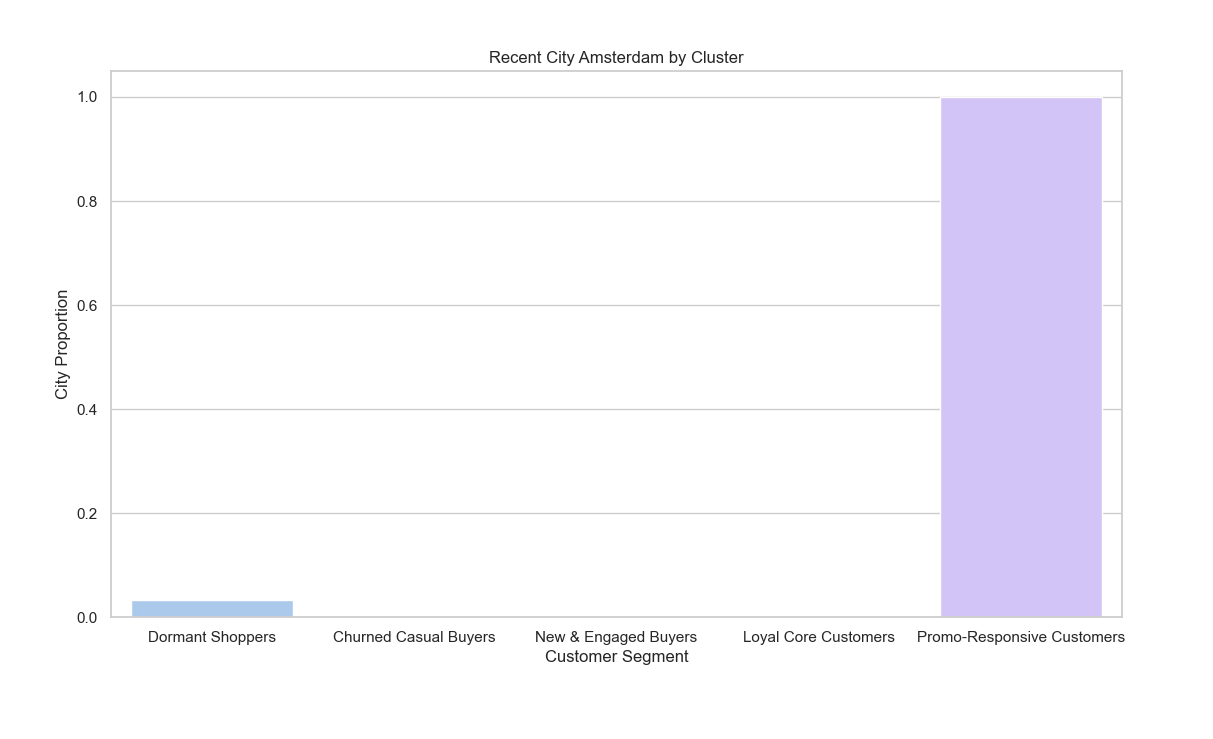 Recent City Amsterdam by Cluster
City Proportion
1.0
0.8
0.6
0.4
0.2
0.0
Dormant Shoppers
Churned Casual Buyers
New & Engaged Buyers
Loyal Core Customers
Promo-Responsive Customers
Customer Segment